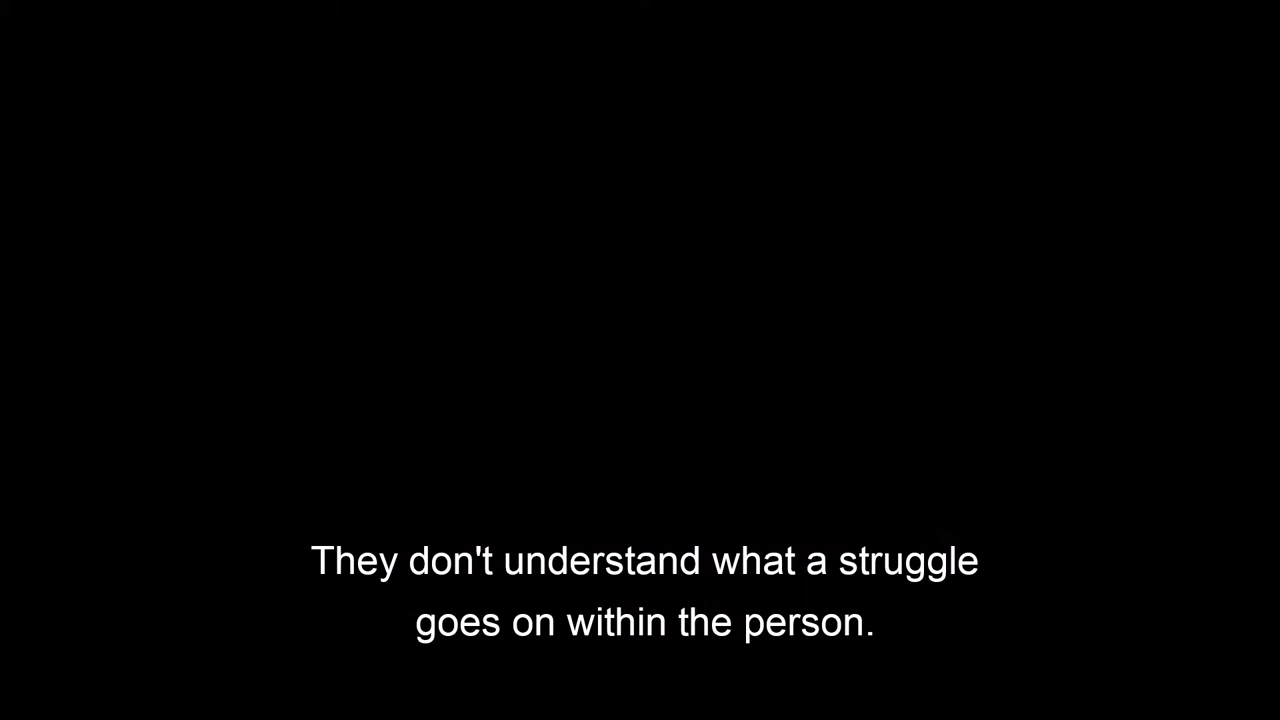 They don't understand what a struggle
goes on within the person.